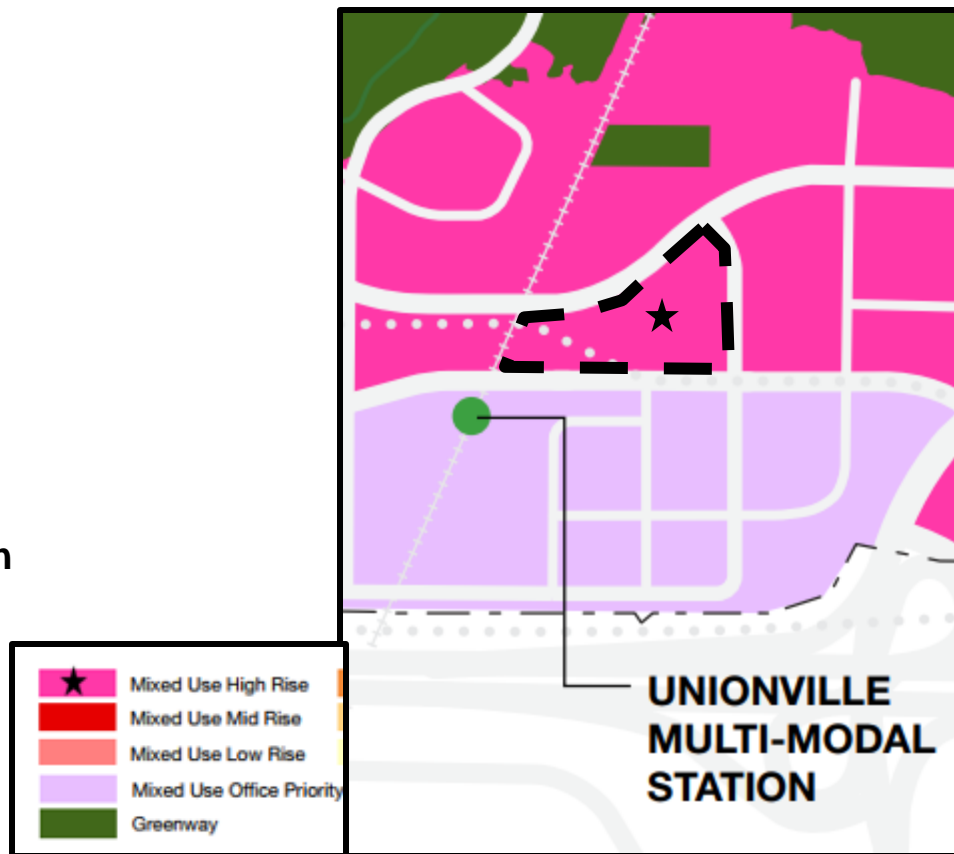 Mixed Use High Rise
Mixed Use Mid Rise
Mixed Use Low Rise
Mixed Use Office Priority
Greenway
UNIONVILLE
MULTI-MODAL
STATION